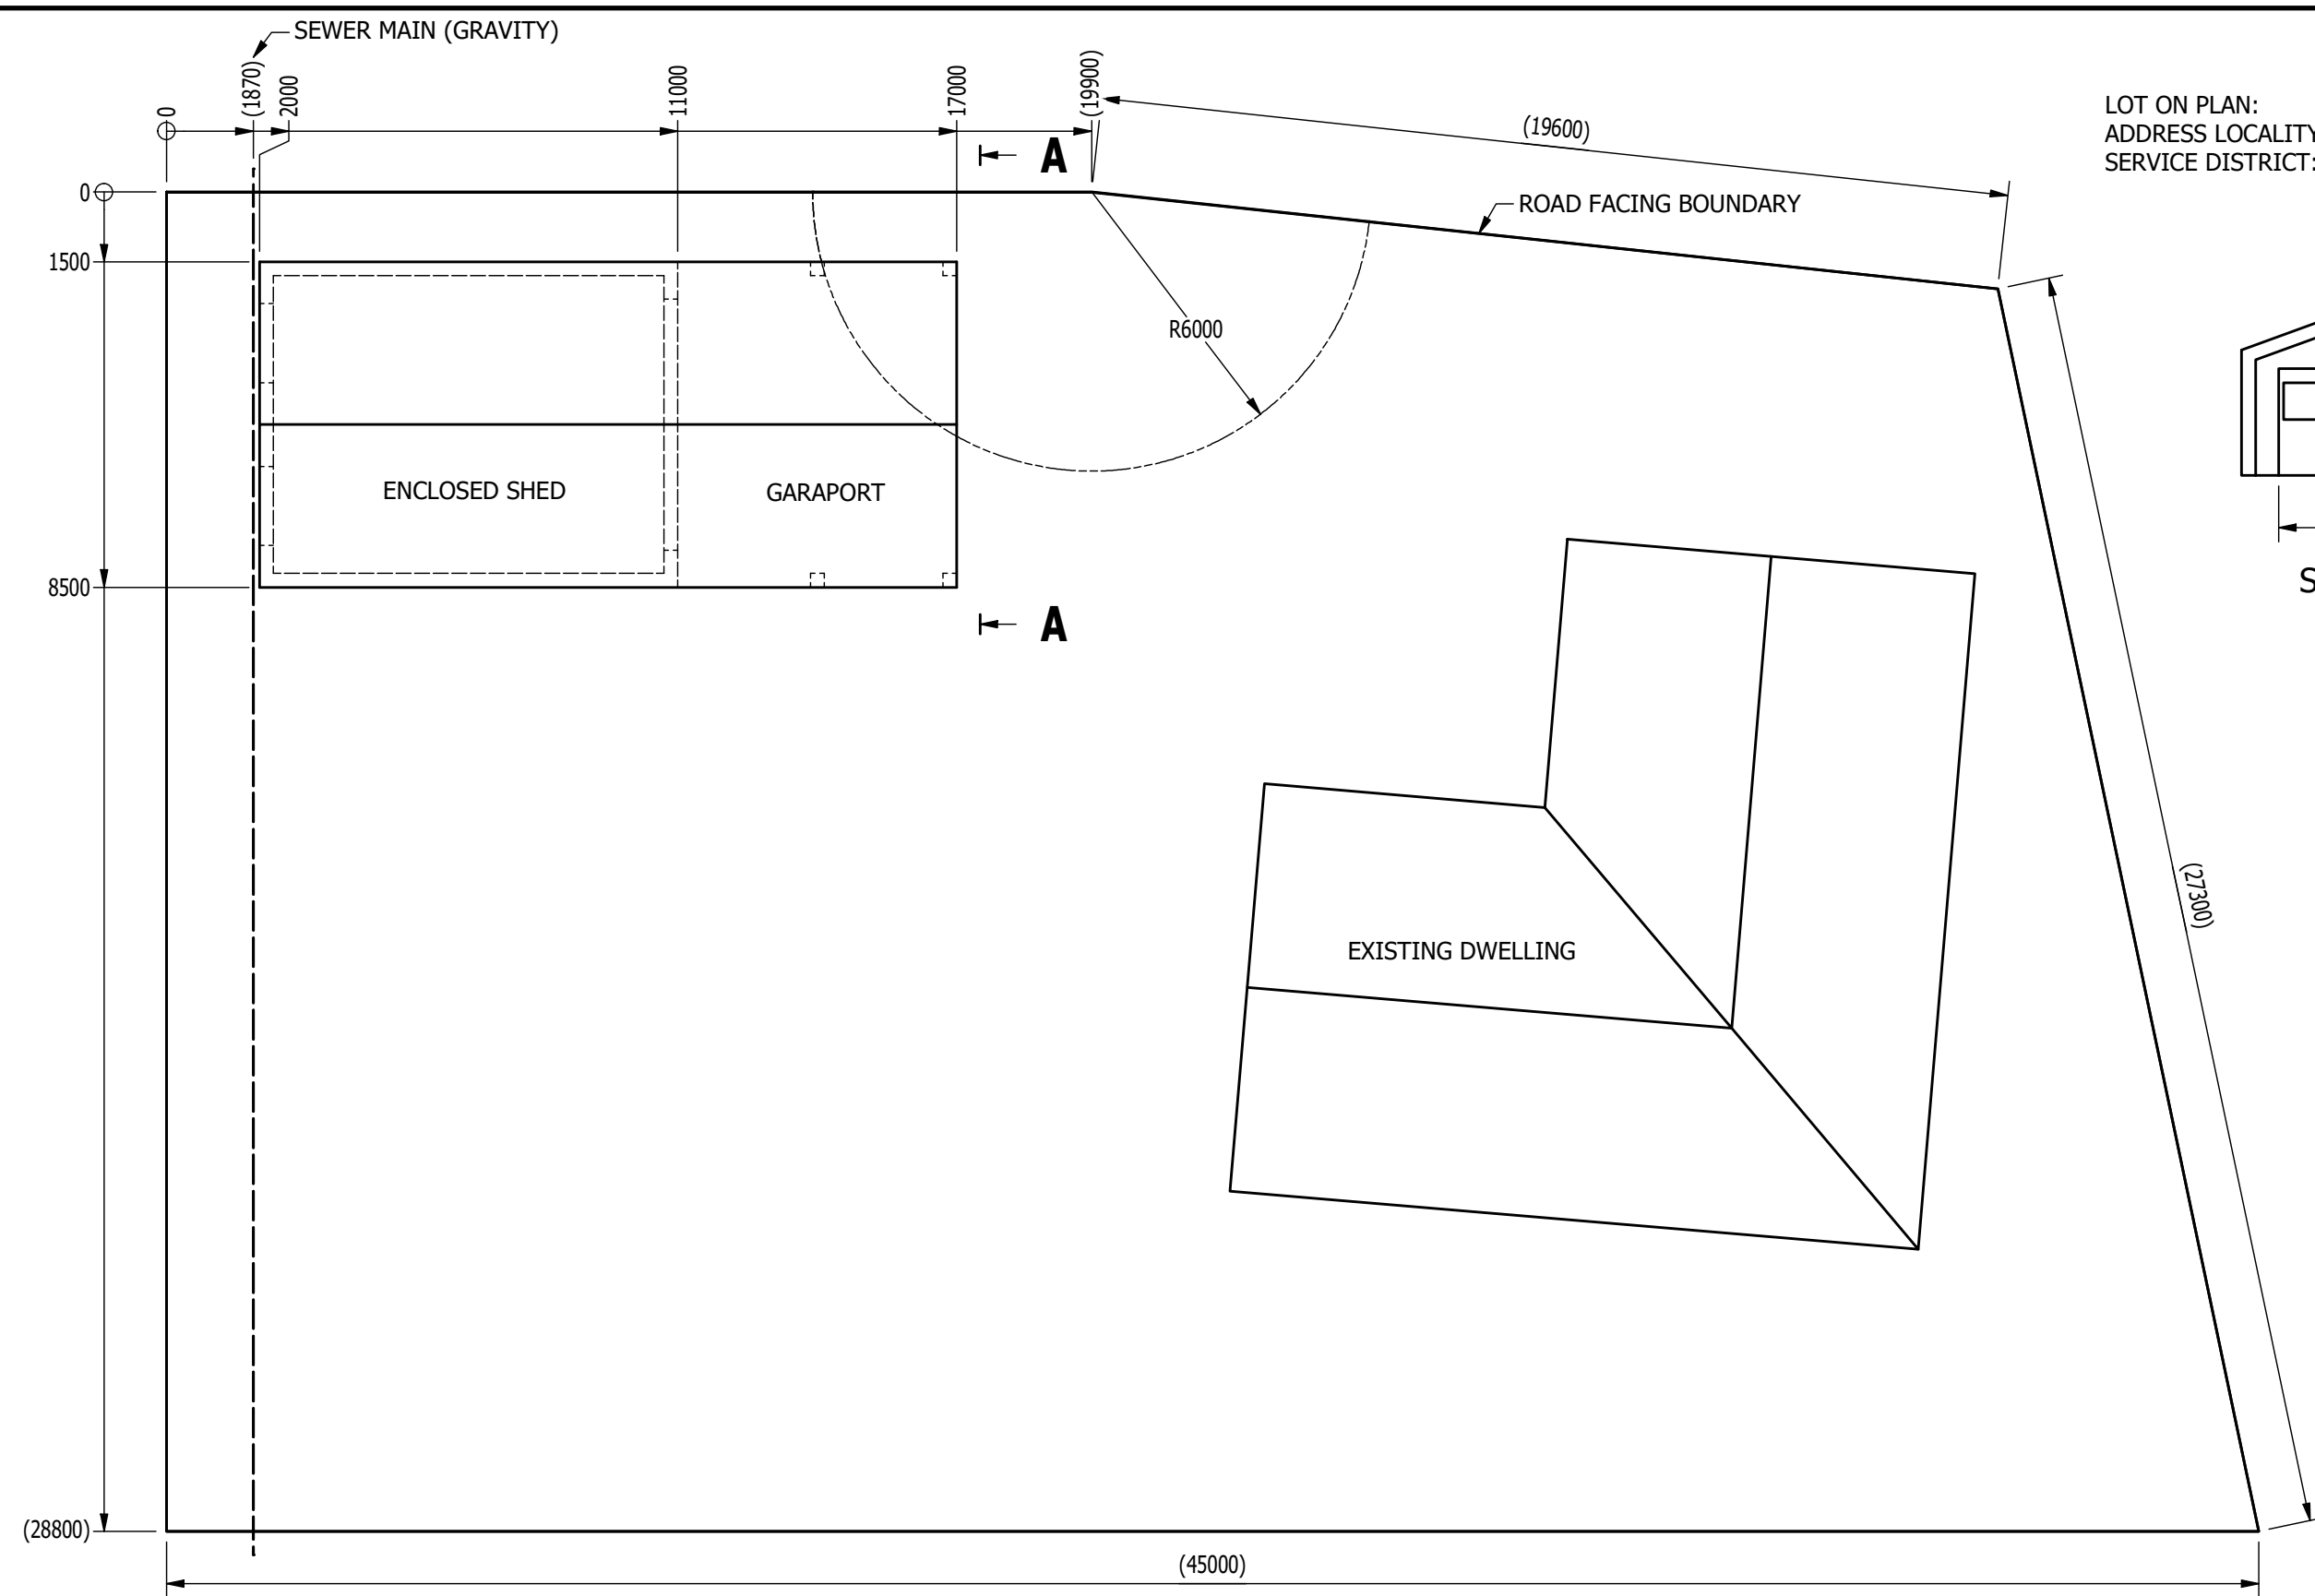 SEWER MAIN (GRAVITY)
0
(1870)
2000
11000
17000
(19900)
(19600)
LOT ON PLAN:
ADDRESS LOCALITY
SERVICE DISTRICT:
A
0
ROAD FACING BOUNDARY
1500
R6000
ENCLOSED SHED
GARAPORT
8500
S
A
(27300)
EXISTING DWELLING
(28800)
(45000)